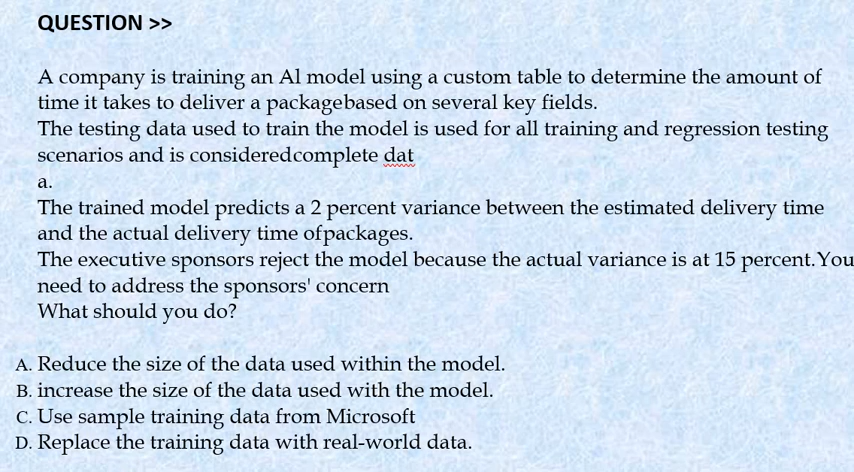 QUESTION >>
A company is training an Al model using a custom table to determine the amount of
time it takes to deliver a packagebased on several key fields.
The testing data used to train the model is used for all training and regression testing
scenarios and is consideredcomplete dat
a.
The trained model predicts a 2 percent variance between the estimated delivery time
and the actual delivery time ofpackages.
The executive sponsors reject the model because the actual variance is at 15 percent.You
need to address the sponsors' concern
What should you do?
A. Reduce the size of the data used within the model.
B. increase the size of the data used with the model.
C. Use sample training data from Microsoft
D. Replace the training data with real-world data.